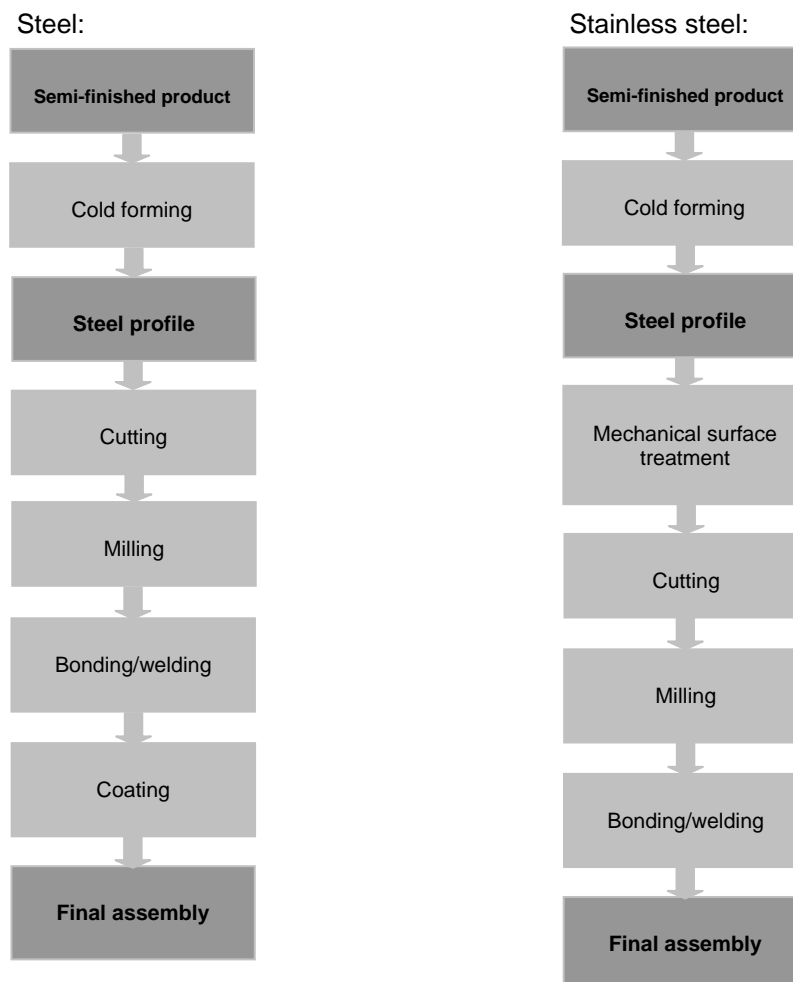 Steel:
Semi-finished product
Cold forming
Steel profile
Cutting
Milling
Bonding/welding
Coating
Final assembly
Stainless steel:
Semi-finished product
Cold forming
Steel profile
Mechanical surface
treatment
Cutting
Milling
Bonding/welding
Final assembly